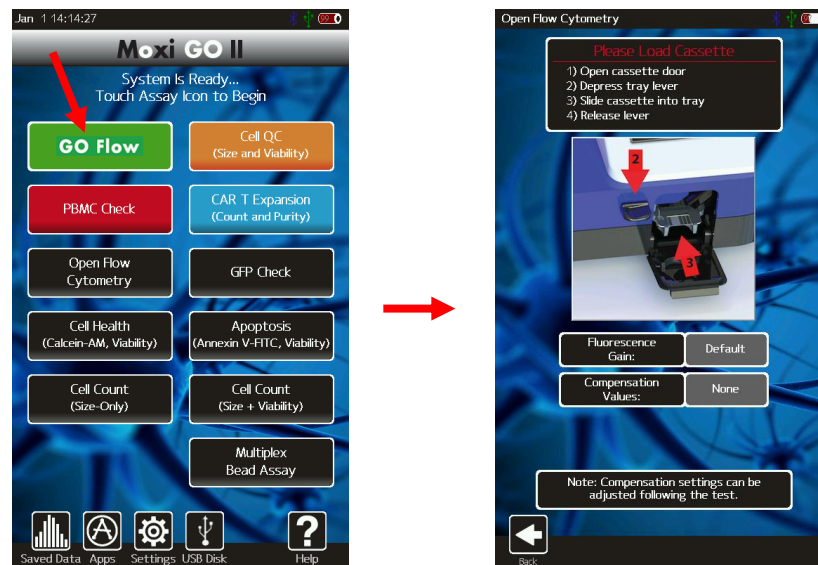 Jan 1 14:14:27
Moxi GO II
System Is Ready...
Touch Assay Icon to Begin
GO Flow
Cell QC
(Size and Viability)
PBMC Check
CAR T Expansion
(Count and Purity)
Open Flow
Cytometry
GFP Check
Cell Health
(Calcein-AM, Viability)
Apoptosis
(Annexin V-FITC, Viability)
Cell Count
(Size-Only)
Cell Count
(Size + Viability)
Multiplex
Bead Assay
Saved Data
Apps
Settings
USB Disk
?
Help
Open Flow Cytometry
Please Load Cassette
1) Open cassette door
2) Depress tray lever
3) Slide cassette into tray
4) Release lever
2
3
Fluorescence
Gain:
Default
Compensation
Values:
None
Note: Compensation settings can be
adjusted following the test.
Back